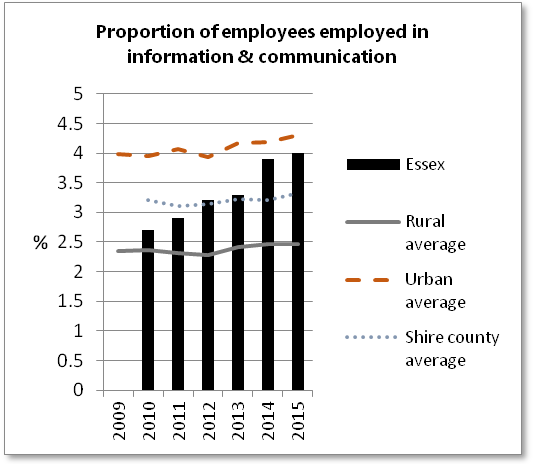 Proportion of employees employed in
information & communication
5
4.5
4
3.5
3
2.5
2
1.5
1
0.5
0
%
2009
2010
2011
2012
2013
2014
2015
Essex
Rural
average
Urban
average
Shire county
average